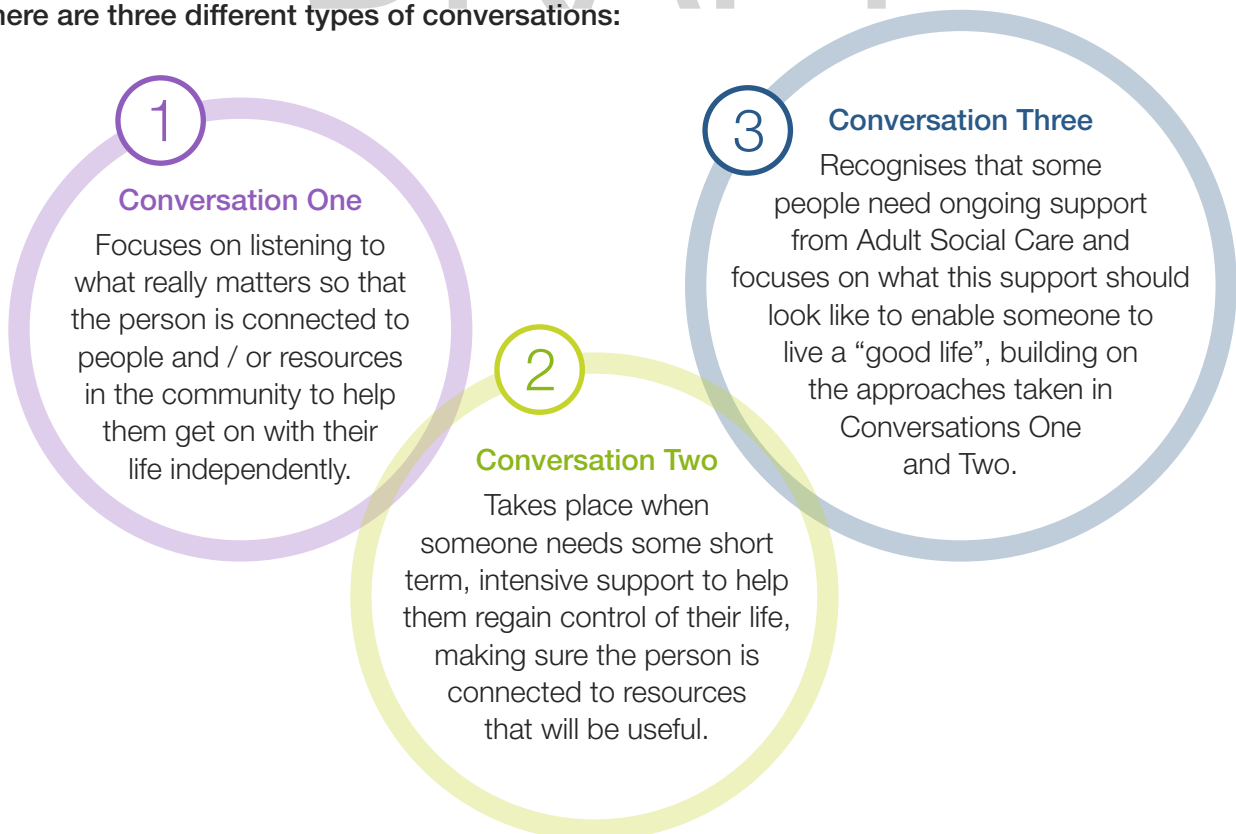 here are three different types of conversations:
1
Conversation One
Focuses on listening to
what really matters so that
the person is connected to
people and / or resources
in the community to help
them get on with their
life independently.
2
Conversation Two
Takes place when
someone needs some short
term, intensive support to help
them regain control of their life,
making sure the person is
connected to resources
that will be useful.
3
Conversation Three
Recognises that some
people need ongoing support
from Adult Social Care and
focuses on what this support should
look like to enable someone to
live a “good life”, building on
the approaches taken in
Conversations One
and Two.